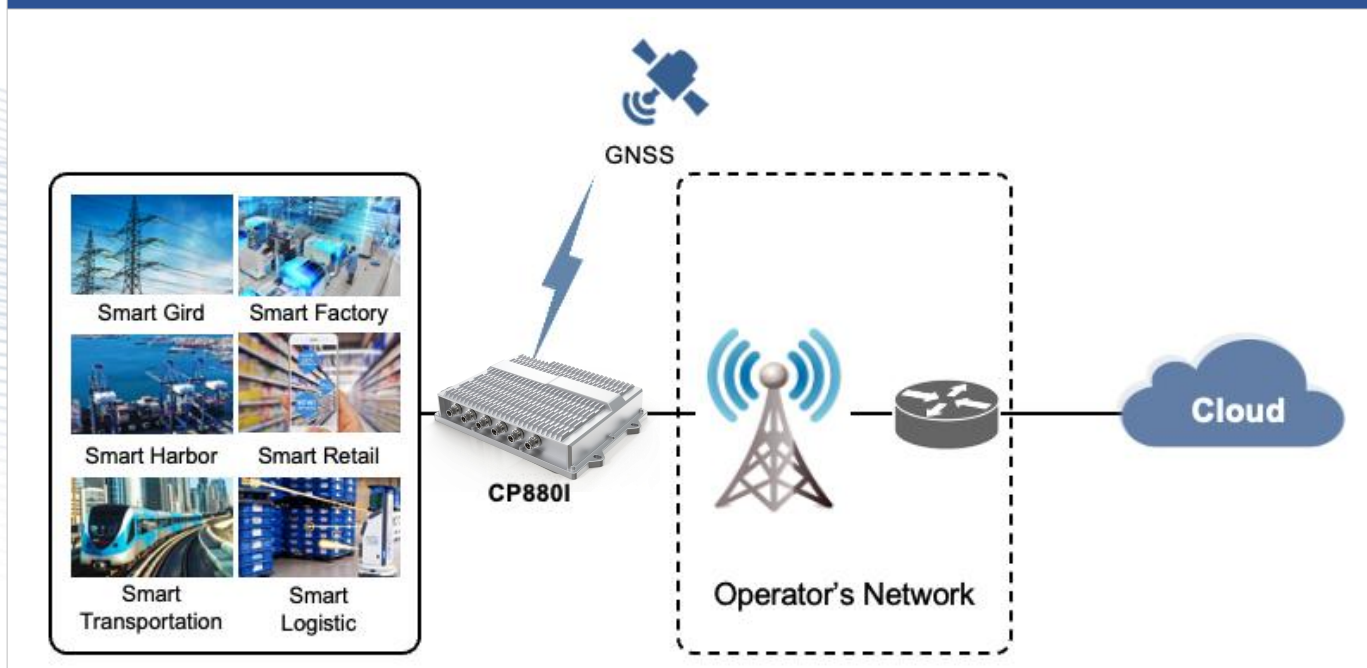 GNSS
Smart Gird
Smart Factory
Smart Harbor
Smart Retail
Smart
Transportation
Smart
Logistic
CP880I
Operator's Network
Cloud